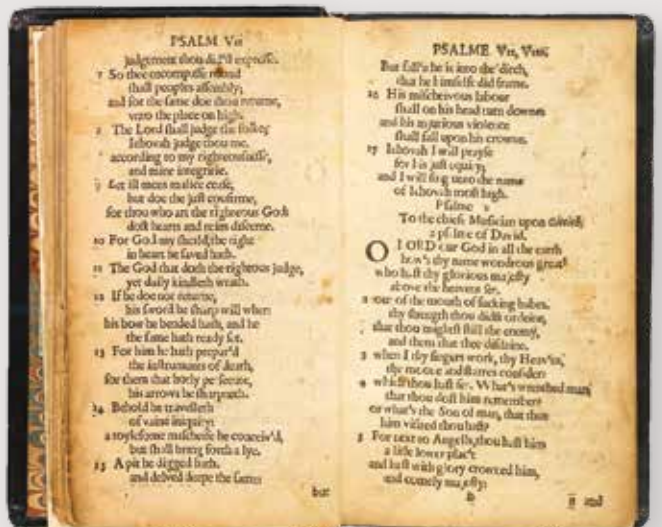 PSALM VII
judgement thou didst expresse.
7 So thee encompasse round
shall peoples assembly;
and for the same doe thou returne,
unto the place on high.
8 The Lord shall judge the folke;
Iehovah judge thou me,
according to my righteousnesse,
and mine integritie.
9 Let ill mens malice cease,
but doe the just confirme,
for thou who art the righteous God
dost hearts and reins discerne.
10 For God my sheild, the right
in heart he saved hath.
11 The God that doth the righteous judge,
yet dayly kindleth wrath.
12 If he doe not returne,
his sword he sharp will whet:
his bow he bended hath, and he
the same hath ready set.
13 For him he hath prepar'd
the instruments of death,
for them that hotly persecute,
his arrows he sharpneth.
14 Behold he travelleth
of vaine iniquity:
a toylesome mischeife he conceiv'd,
but shall bring forth a lye.
15 A pit he digged hath,
and delved deepe the same:
but
PSALME VII, VIII.
But fall'n he is into the ditch,
that he himselfe did frame.
16 His mischeivous labour
shall on his head turn downe;
and his injurious violence
shall fall upon his crowne.
17 Iehovah I will prayse
for his just equity;
and I will sing unto the name
of Iehovah most high.
Psalme
To the chiefe Musician upon Gittith,
a psalme of David.
O LORD our God in all the earth
how's thy name wondrous great!
who hast thy glorious majesty
above the heavens set.
2 out of the mouth of sucking babes,
thy strength thou didst ordeine,
that thou mightst still the enemy,
and them that thee disdaine.
3 when I thy fingers work, thy Heav'ns,
the moone and starres consider
4 which thou hast set. What's wretched man
that thou dost him remember?
or what's the Son of man, that thus
him visited thou hast?
5 For next to Angells, thou hast him
a little lower plac't
and hast with glory crowned him,
and comely majesty:
and